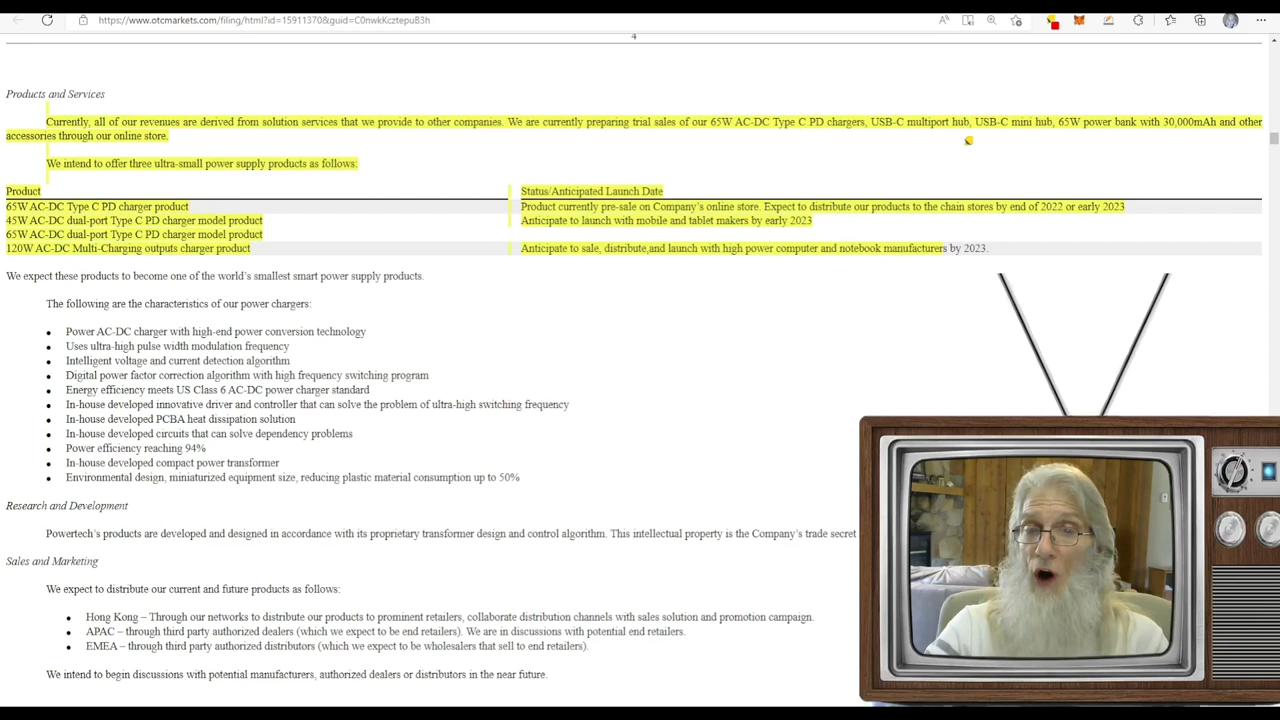 https://www.otcmarkets.com/filing/html?id=15911370&guid=C0nwkKcztepuB3h
4
Products and Services
Currently, all of our revenues are derived from solution services that we provide to other companies. We are currently preparing trial sales of our 65W AC-DC Type C PD chargers, USB-C multiport hub, USB-C mini hub, 65W power bank with 30,000mAh and other
accessories through our online store.
We intend to offer three ultra-small power supply products as follows:
Product Status/Anticipated Launch Date
65W AC-DC Type C PD charger product Product currently pre-sale on Company's online store. Expect to distribute our products to the chain stores by end of 2022 or early 2023
45W AC-DC dual-port Type C PD charger model product Anticipate to launch with mobile and tablet makers by early 2023
65W AC-DC dual-port Type C PD charger model product
120W AC-DC Multi-Charging outputs charger product Anticipate to sale, distribute,and launch with high power computer and notebook manufacturers by 2023.
We expect these products to become one of the world's smallest smart power supply products.
The following are the characteristics of our power chargers:
● Power AC-DC charger with high-end power conversion technology
● Uses ultra-high pulse width modulation frequency
● Intelligent voltage and current detection algorithm
● Digital power factor correction algorithm with high frequency switching program
● Energy efficiency meets US Class 6 AC-DC power charger standard
● In-house developed innovative driver and controller that can solve the problem of ultra-high switching frequency
● In-house developed PCBA heat dissipation solution
● In-house developed circuits that can solve dependency problems
● Power efficiency reaching 94%
● In-house developed compact power transformer
● Environmental design, miniaturized equipment size, reducing plastic material consumption up to 50%
Research and Development
Powertech's products are developed and designed in accordance with its proprietary transformer design and control algorithm. This intellectual property is the Company's trade secret
Sales and Marketing
We expect to distribute our current and future products as follows:
● Hong Kong – Through our networks to distribute our products to prominent retailers, collaborate distribution channels with sales solution and promotion campaign.
● APAC – through third party authorized dealers (which we expect to be end retailers). We are in discussions with potential end retailers.
● EMEA – through third party authorized distributors (which we expect to be wholesalers that sell to end retailers).
We intend to begin discussions with potential manufacturers, authorized dealers or distributors in the near future.